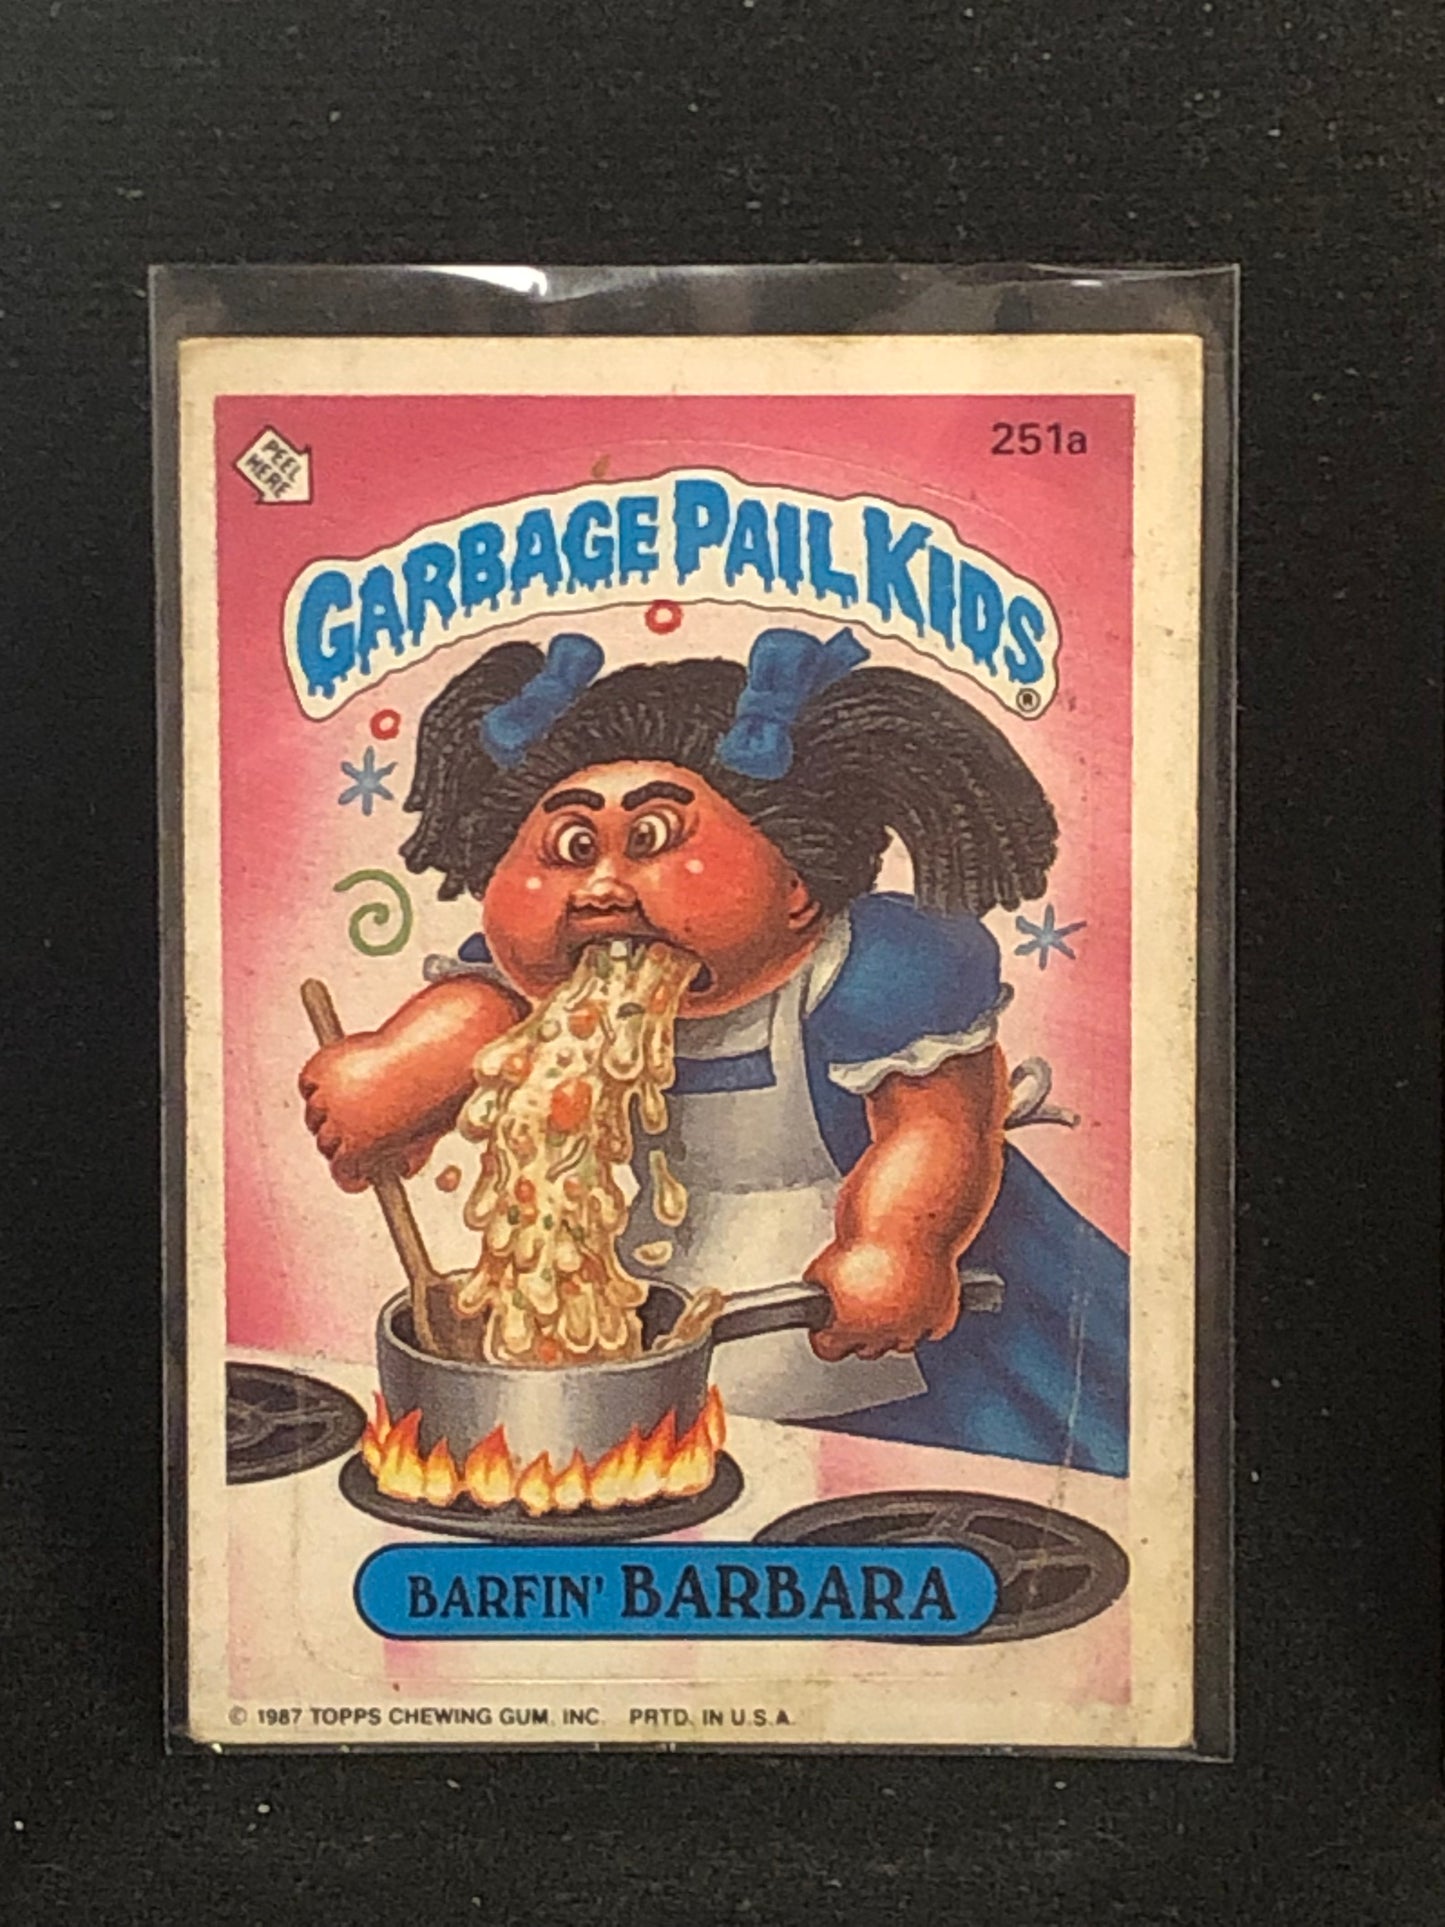 PEEL
HERE
251a
GARBAGE PAIL KIDS
®
BARFIN' BARBARA
© 1987 TOPPS CHEWING GUM, INC. PRTD. IN U.S.A.